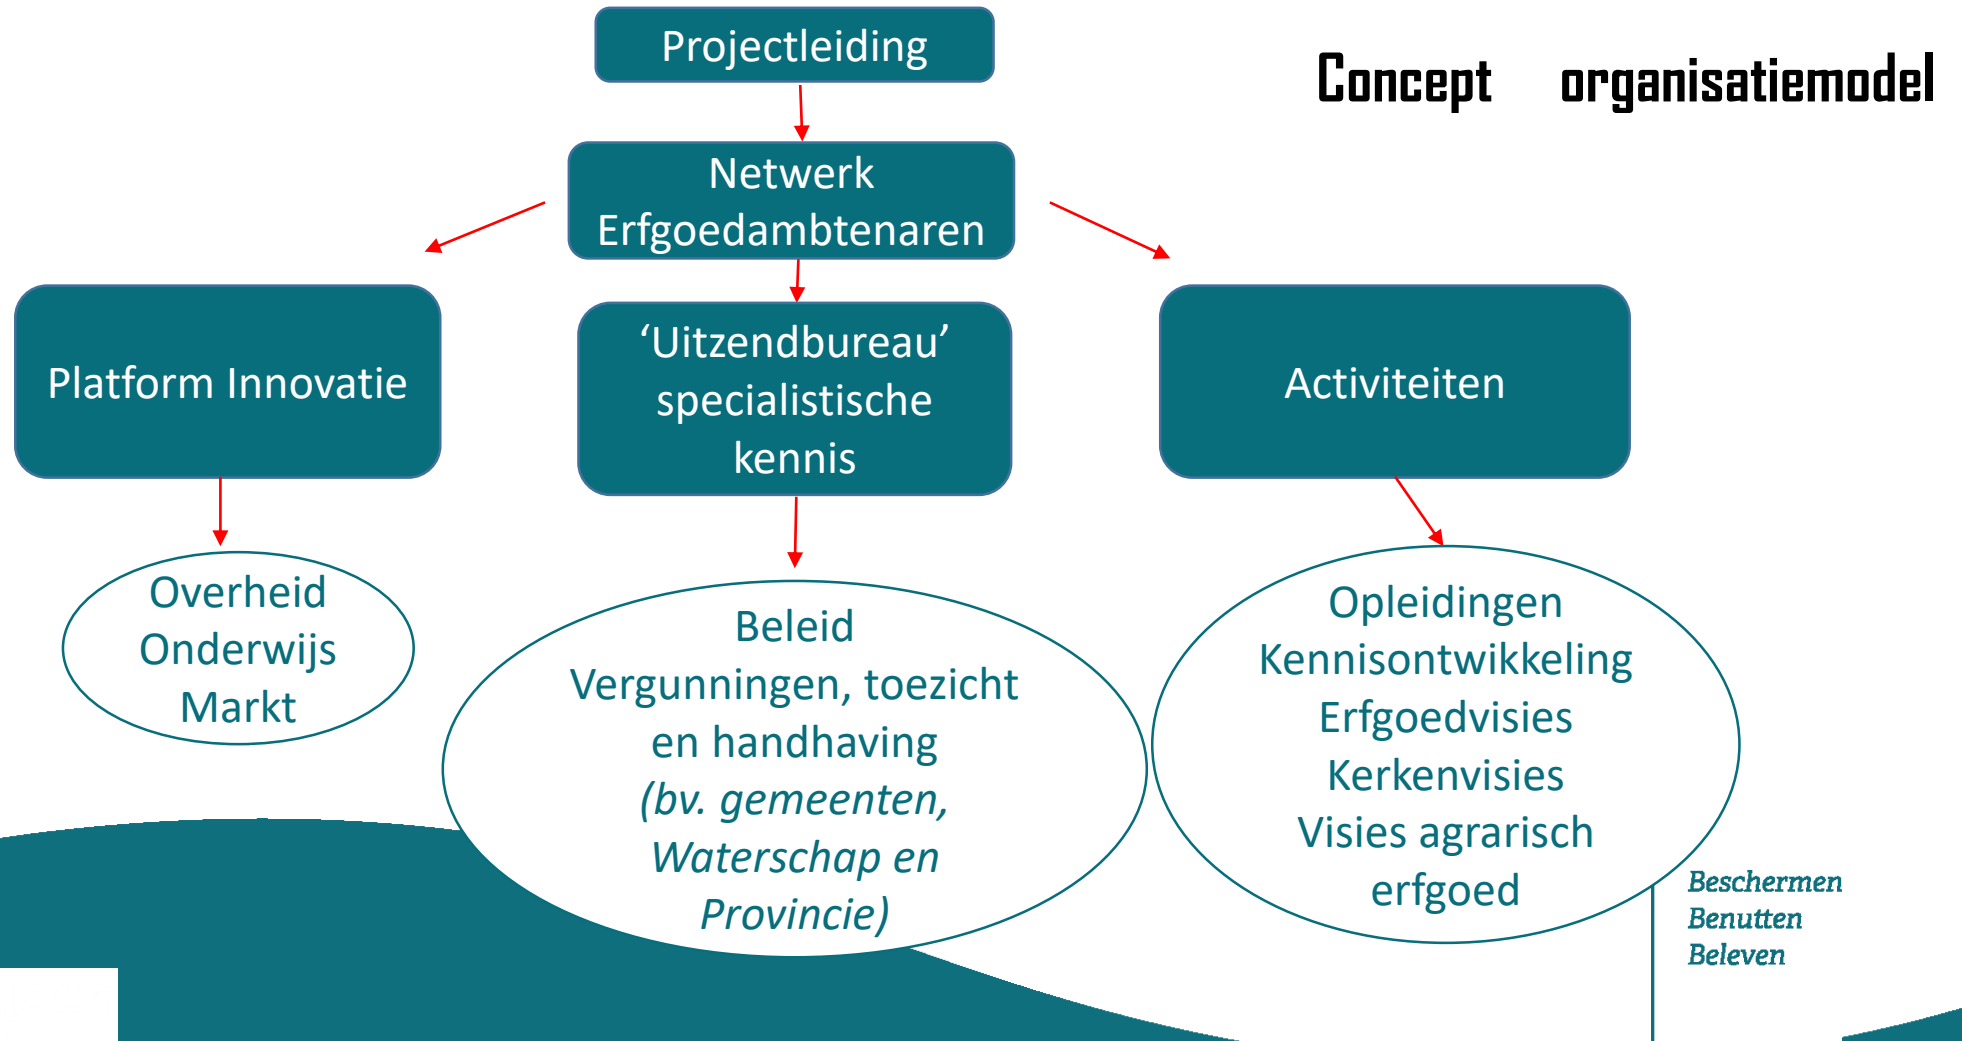 Projectleiding
Concept organisatiemodel
Netwerk
Erfgoedambtenaren
Platform Innovatie
‘Uitzendbureau’
specialistische
kennis
Activiteiten
Overheid
Onderwijs
Markt
Beleid
Vergunningen, toezicht
en handhaving
(bv. gemeenten,
Waterschap en
Provincie)
Opleidingen
Kennisontwikkeling
Erfgoedvisies
Kerkenvisies
Visies agrarisch
erfgoed
Beschermen
Benutten
Beleven